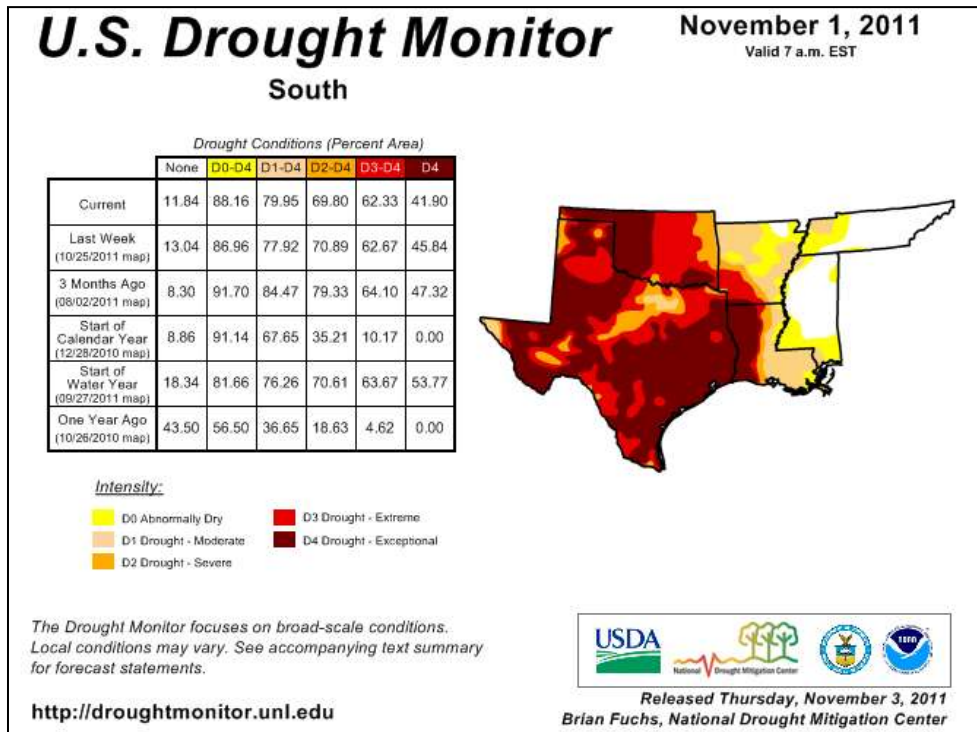 U.S. Drought Monitor
South
November 1, 2011
Valid 7 a.m. EST
Drought Conditions (Percent Area)
None D0-D4 D1-D4 D2-D4 D3-D4 D4
Current 11.84 88.16 79.95 69.80 62.33 41.90
Last Week
(10/25/2011 map) 13.04 86.96 77.92 70.89 62.67 45.84
3 Months Ago
(08/02/2011 map) 8.30 91.70 84.47 79.33 64.10 47.32
Start of
Calendar Year
(12/28/2010 map) 8.86 91.14 67.65 35.21 10.17 0.00
Start of
Water Year
(09/27/2011 map) 18.34 81.66 76.26 70.61 63.67 53.77
One Year Ago
(10/26/2010 map) 43.50 56.50 36.65 18.63 4.62 0.00
Intensity:
D0 Abnormally Dry
D1 Drought - Moderate
D2 Drought - Severe
D3 Drought - Extreme
D4 Drought - Exceptional
The Drought Monitor focuses on broad-scale conditions.
Local conditions may vary. See accompanying text summary
for forecast statements.
http://droughtmonitor.unl.edu
USDA
National Drought Mitigation Center
Released Thursday, November 3, 2011
Brian Fuchs, National Drought Mitigation Center